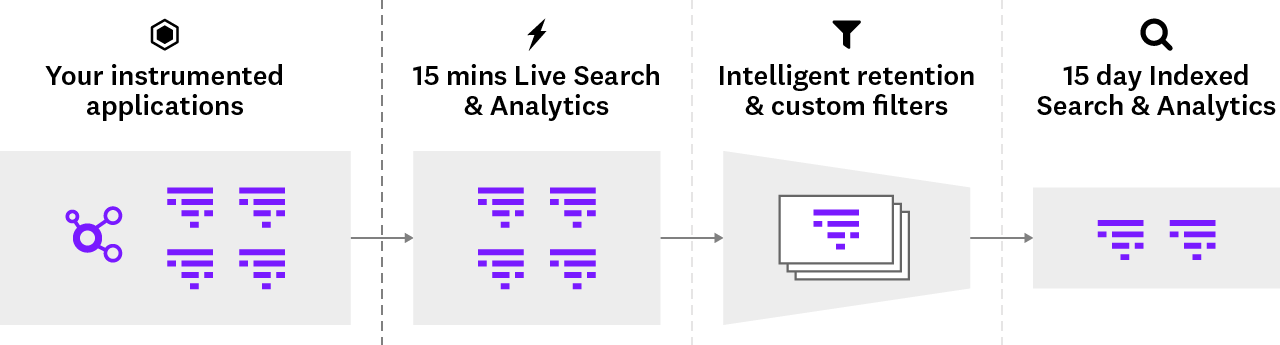 Your instrumented
applications
15 mins Live Search
& Analytics
Intelligent retention
& custom filters
15 day Indexed
Search & Analytics